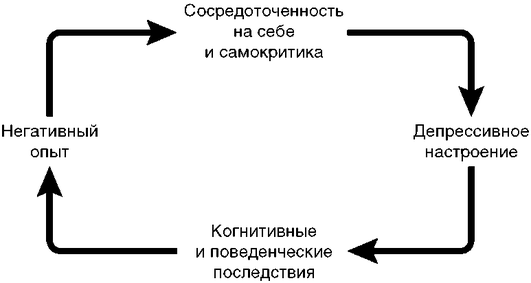 Сосредоточенность
на себе
и самокритика
Негативный
опыт
Депрессивное
настроение
Когнитивные
и поведенческие
последствия